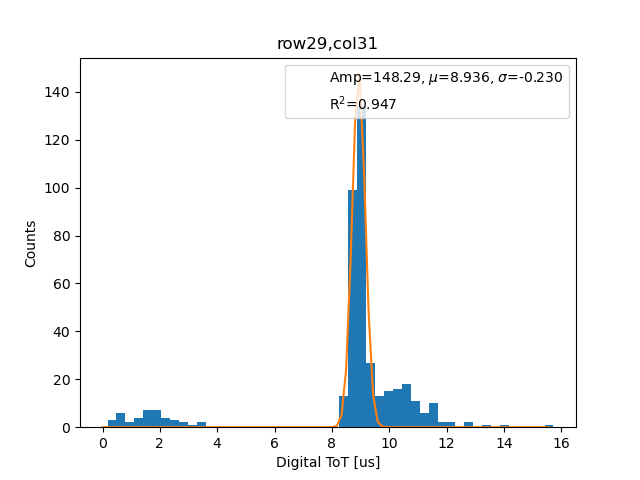 row29,col31
Amp=148.29, μ=8.936, σ=-0.230
R²=0.947
140
120
100
80
60
40
20
0
Counts
0 2 4 6 8 10 12 14 16
Digital ToT [us]